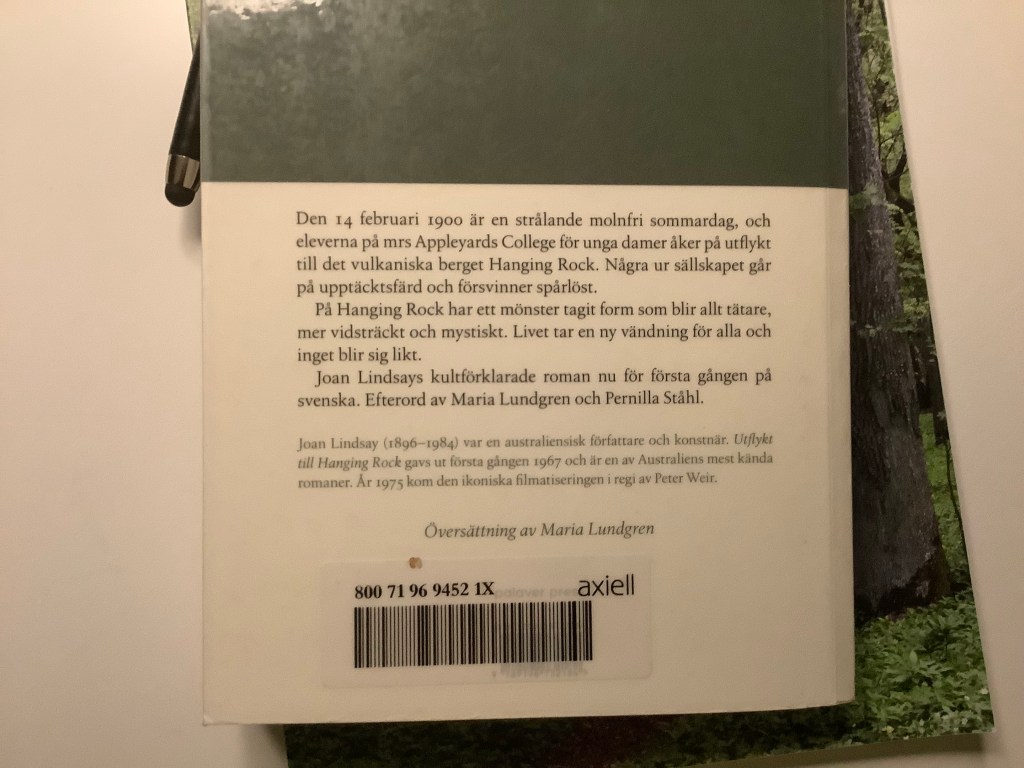 Den 14 februari 1900 är en strålande molnfri sommardag, och
eleverna på mrs Appleyards College för unga damer åker på utflykt
till det vulkaniska berget Hanging Rock. Några ur sällskapet går
på upptäcktsfärd och försvinner spårlöst.
På Hanging Rock har ett mönster tagit form som blir allt tätare,
mer vidsträckt och mystiskt. Livet tar en ny vändning för alla och
inget blir sig likt.
Joan Lindsays kultförklarade roman nu för första gången på
svenska. Efterord av Maria Lundgren och Pernilla Ståhl.
Joan Lindsay (1896–1984) var en australiensisk författare och konstnär. Utflykt
till Hanging Rock gavs ut första gången 1967 och är en av Australiens mest kända
romaner. År 1975 kom den ikoniska filmatiseringen i regi av Peter Weir.
Översättning av Maria Lundgren
800 71 96 9452 1X palaver press axiell